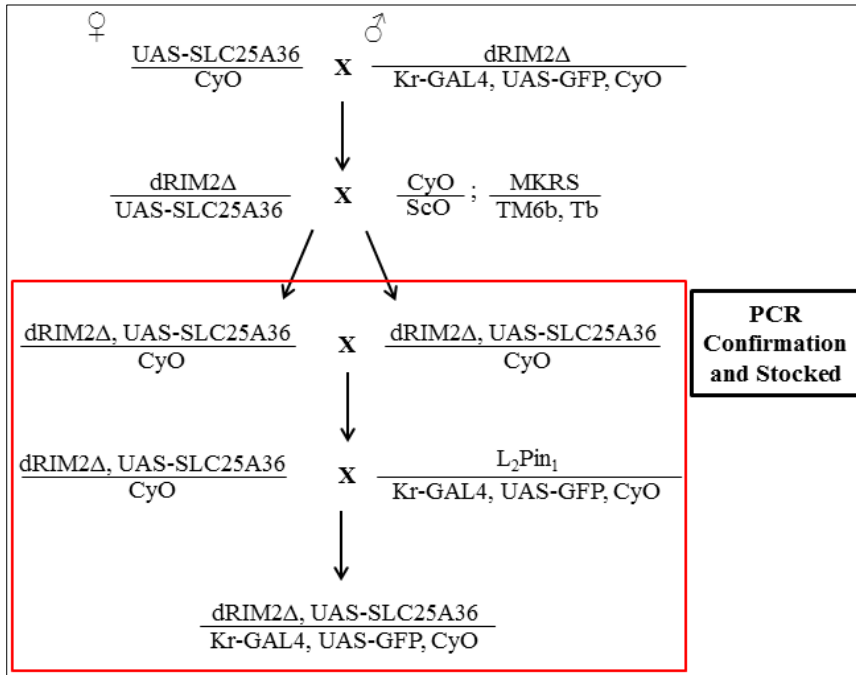 ♀ ♂
UAS-SLC25A36 X dRIM2Δ
CyO Kr-GAL4, UAS-GFP, CyO
dRIM2Δ X CyO ; MKRS
UAS-SLC25A36 ScO TM6b, Tb
dRIM2Δ, UAS-SLC25A36 X dRIM2Δ, UAS-SLC25A36
CyO CyO
PCR
Confirmation
and Stocked
dRIM2Δ, UAS-SLC25A36 X L₂Pin₁
CyO Kr-GAL4, UAS-GFP, CyO
dRIM2Δ, UAS-SLC25A36
Kr-GAL4, UAS-GFP, CyO